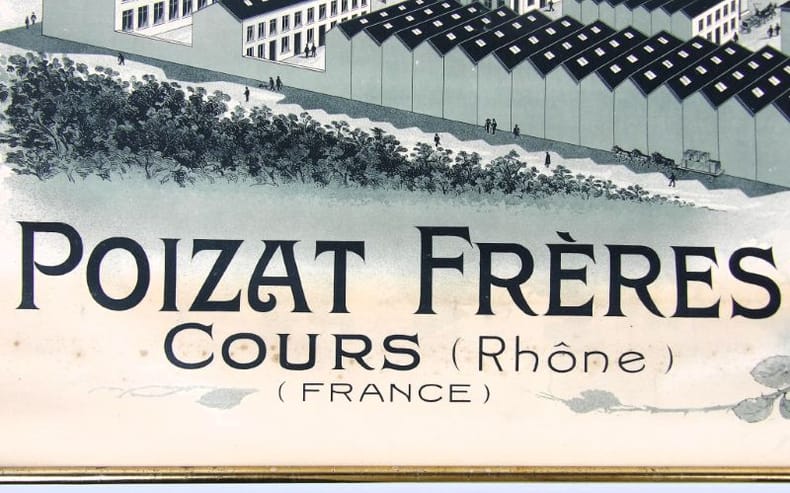 POIZAT FRÈRES
COURS (Rhône)
(FRANCE)